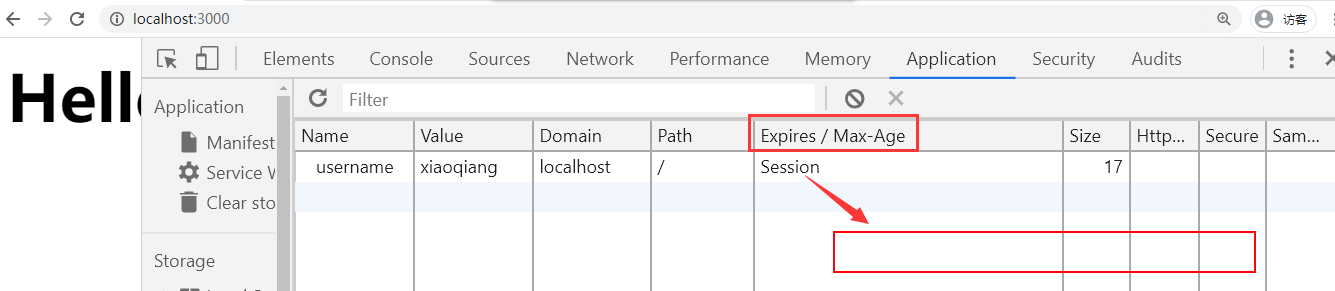 localhost:3000
访客
Hello
Elements Console Sources Network Performance Memory Application Security Audits
Application
Filter
Manifest
Name Value Domain Path Expires / Max-Age Size Http... Secure Sam...
Service W
username xiaoqiang localhost / Session 17
Clear sto
Storage